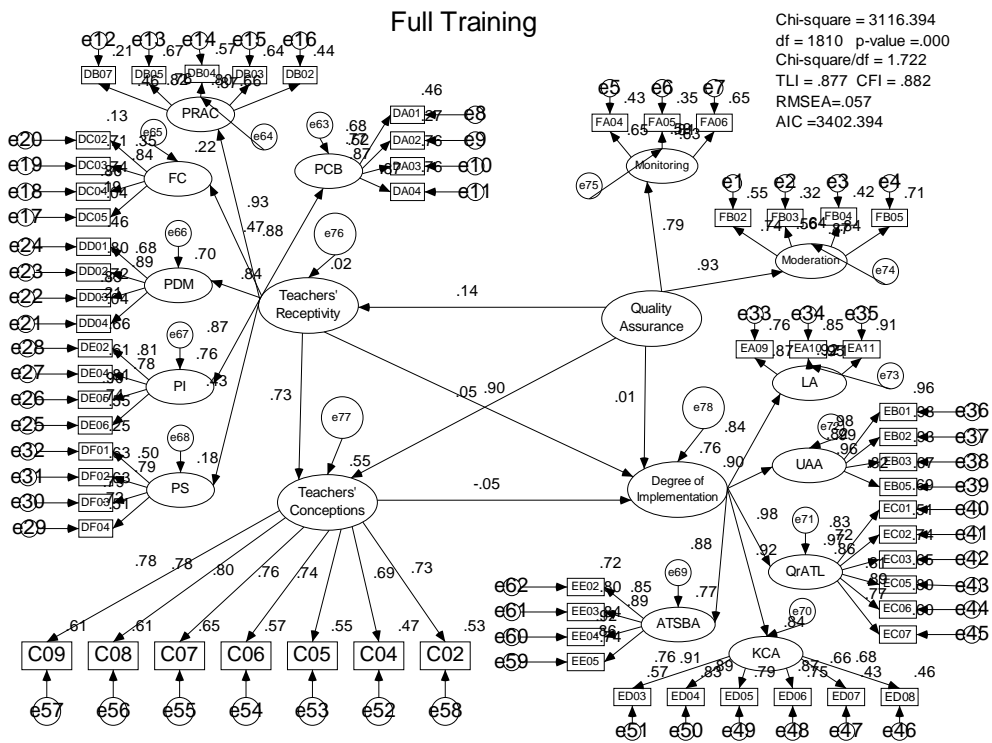 Full Training
Chi-square = 3116.394
df = 1810 p-value =.000
Chi-square/df = 1.722
TLI = .877 CFI = .882
RMSEA=.057
AIC =3402.394
e12 e13 e14 e15 e16
.21 .67 .57 .64 .44
DB07 DB05 DB04 DB03 DB02
.46
PRAC
e64
.22
.13
e20 DC02 .71 .35 e65
e19 DC03 .84
e18 DC04
e17 DC05
FC
.46
e63
PCB
.46
.68
.87
DA01 e8
DA02 e9
DA03 e10
DA04 e11
e5 e6 e7
.43 .35 .65
FA04 FA05 FA06
.65
Monitoring
e75
e1 e2 e3 e4
.55 .32 .42 .71
FB02 FB03 FB04 FB05
.74
Moderation
e74
.79
.93
.93
.47 .88
.84
e24 DD01 .68 e66
e23 DD02 .89
e22 DD03
e21 DD04
PDM
.70
.66
e76
.02
Teachers'
Receptivity
.14
Quality
Assurance
e28 DE02 .61 .81 e67 .87
e27 DE04 .78
e26 DE05
e25 DE06
PI
.76
.43
.25
e32 DF01 .63 .50 e68
e31 DF02 .79
e30 DF03
e29 DF04
PS
.18
.73
.05 .90
.01
e77
.55
Teachers'
Conceptions
-.05
e78
.76
Degree of
Implementation
.84
.90
.98
.92
.88
.77
e33 e34 e35
.76 .85 .91
EA09 EA10 EA11
.87
LA
e73
.96
UAA
.98
.96
EB01 e36
EB02 e37
EB03 e38
EB05 e39
e71
QrATL
.83
.86
.77
EC01 e40
EC02 e41
EC03 e42
EC05 e43
EC06 e44
EC07 e45
.72
e62 EE02 .80 .85 e69
e61 EE03 .89
e60 EE04
e59 EE05
ATSBA
e70
.84
KCA
.76 .91 .89 .79 .87 .75 .66 .68
.57 .83 .43 .46
ED03 ED04 ED05 ED06 ED07 ED08
e51 e50 e49 e48 e47 e46
.78 .78 .80 .76 .74 .69 .73
.61 .61 .65 .57 .55 .47 .53
C09 C08 C07 C06 C05 C04 C02
e57 e56 e55 e54 e53 e52 e58